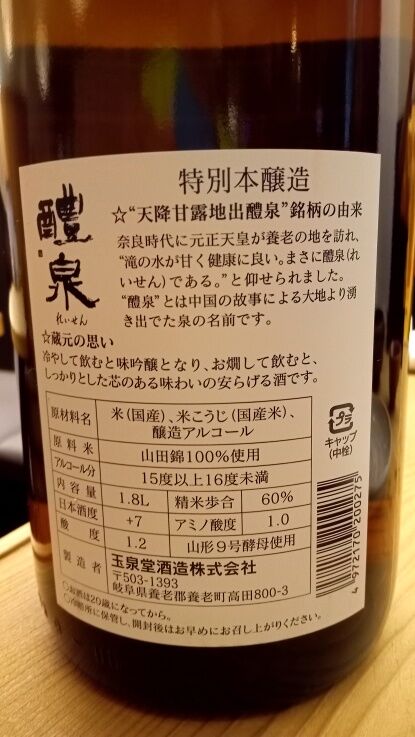 特別本醸造
醴泉
れいせん
☆“天降甘露地出醴泉”銘柄の由来
奈良時代に元正天皇が養老の地を訪れ、
“滝の水が甘く健康に良い。まさに醴泉（れ
いせん）である。”と仰せられました。
“醴泉”とは中国の故事による大地より湧
き出でた泉の名前です。
☆蔵元の思い
冷やして飲むと味吟醸となり、お燗して飲むと、
しっかりとした芯のある味わいの安らげる酒です。
原材料名 米（国産）、米こうじ（国産米）、
醸造アルコール
原料米 山田錦100%使用
アルコール分 15度以上16度未満
内容量 1.8L 精米歩合 60%
日本酒度 +7 アミノ酸度 1.0
酸度 1.2 山形9号酵母使用
製造者 玉泉堂酒造株式会社
〒503-1393
岐阜県養老郡養老町高田800-3
○お酒は20歳になってから。
○冷暗所に保管し、開封後はお早めにお召し上がりください。
プラ
キャップ
（中栓）
4 972170 200275